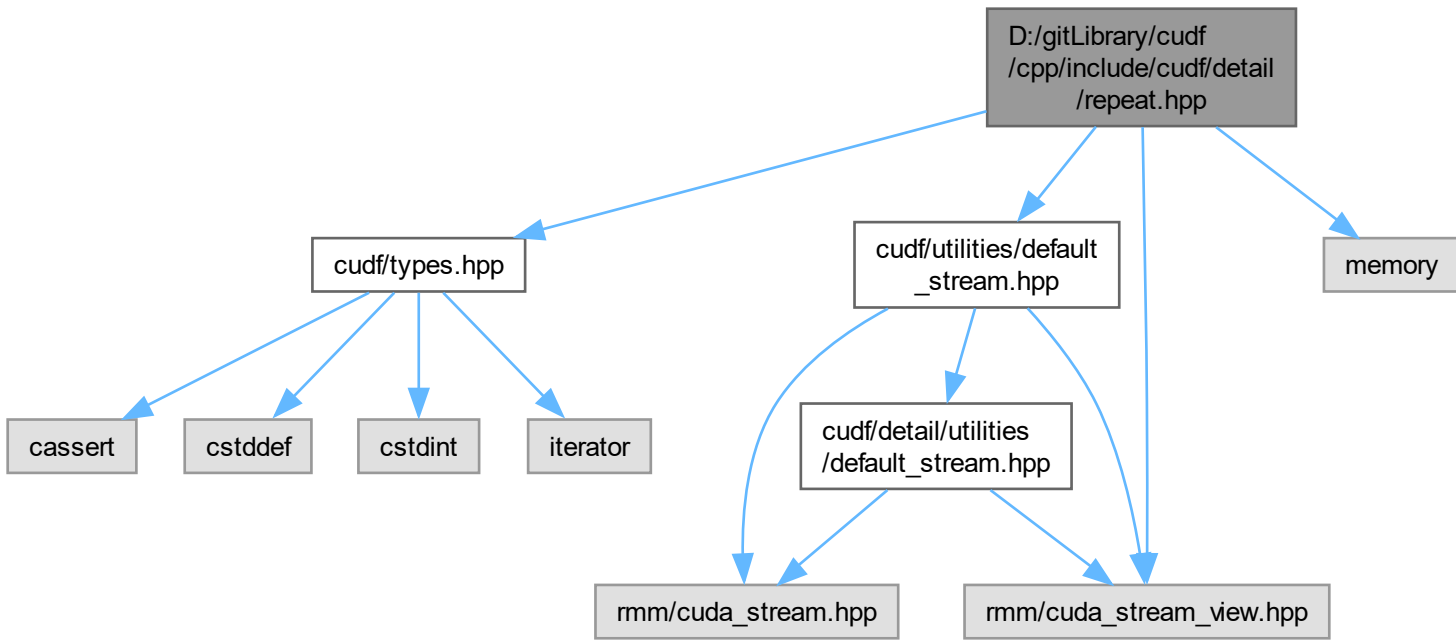 D:/gitLibrary/cudf
/cpp/include/cudf/detail
/repeat.hpp
cudf/types.hpp
cudf/utilities/default
_stream.hpp
memory
cassert
cstddef
cstdint
iterator
cudf/detail/utilities
/default_stream.hpp
rmm/cuda_stream.hpp
rmm/cuda_stream_view.hpp